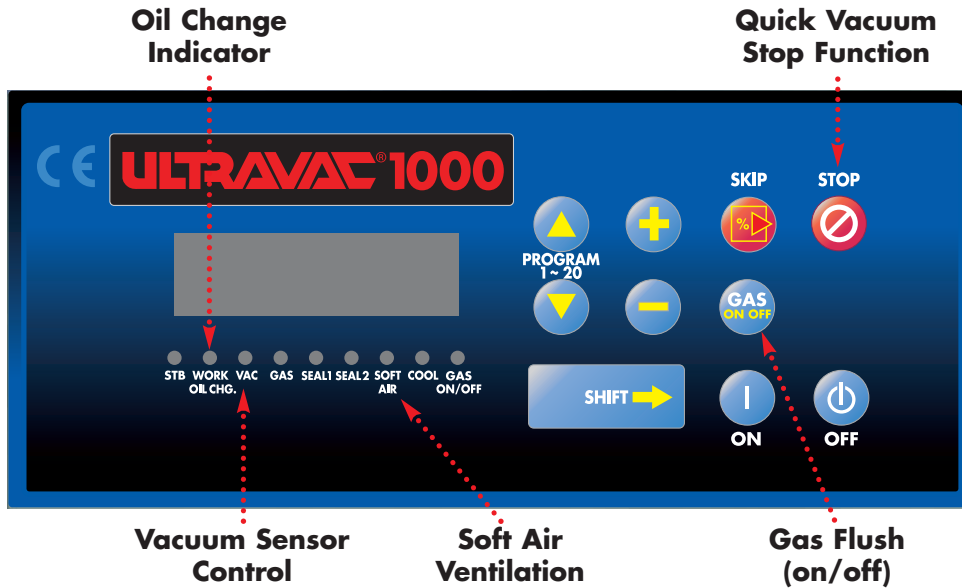 Oil Change
Indicator
Quick Vacuum
Stop Function
CE
ULTRAVAC® 1000
SKIP
STOP
%
PROGRAM
1 ~ 20
GAS
ON OFF
STB WORK VAC GAS SEAL1 SEAL2 SOFT COOL GAS
OIL CHG. AIR ON/OFF
SHIFT
ON
OFF
Vacuum Sensor
Control
Soft Air
Ventilation
Gas Flush
(on/off)